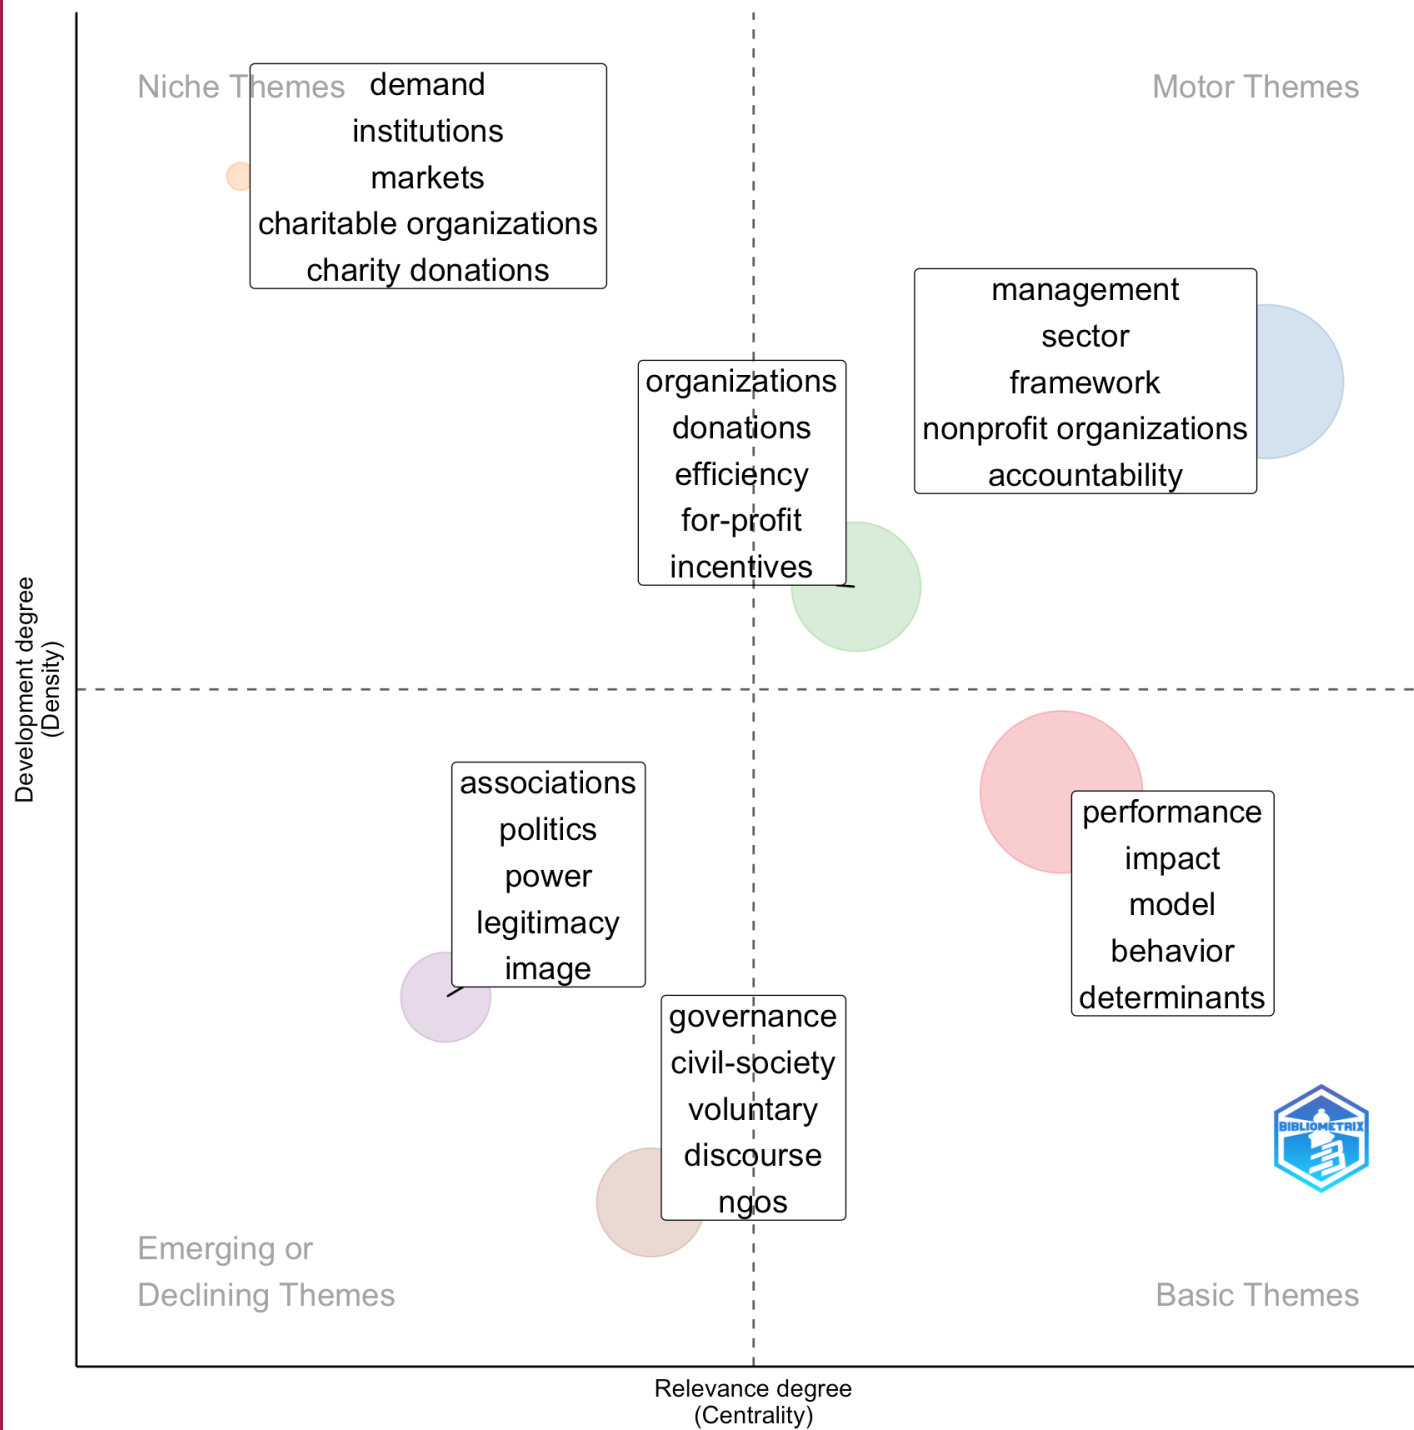 Niche Themes
demand
institutions
markets
charitable organizations
charity donations
Motor Themes
management
sector
framework
nonprofit organizations
accountability
organizations
donations
efficiency
for-profit
incentives
Development degree
(Density)
associations
politics
power
legitimacy
image
performance
impact
model
behavior
determinants
governance
civil-society
voluntary
discourse
ngos
BIBLIOMETRIX
Emerging or
Declining Themes
Basic Themes
Relevance degree
(Centrality)